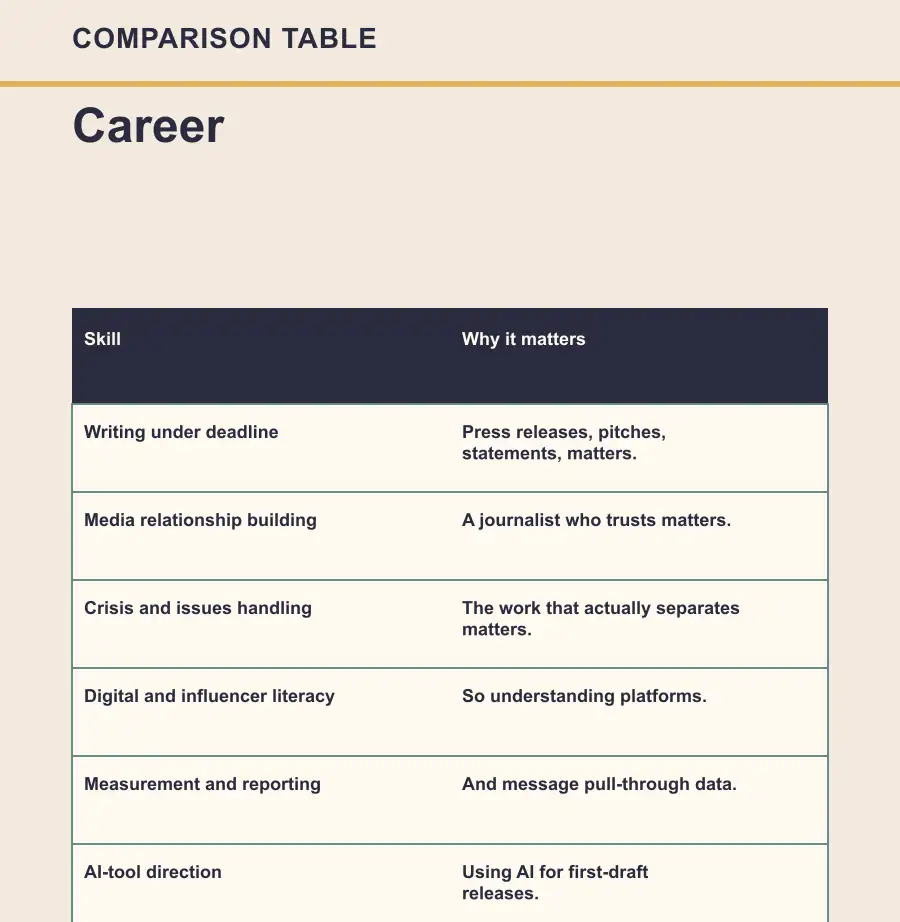 COMPARISON TABLE
Career
Skill
Why it matters
Writing under deadline
Press releases, pitches,
statements, matters.
Media relationship building
A journalist who trusts matters.
Crisis and issues handling
The work that actually separates
matters.
Digital and influencer literacy
So understanding platforms.
Measurement and reporting
And message pull-through data.
AI-tool direction
Using AI for first-draft
releases.